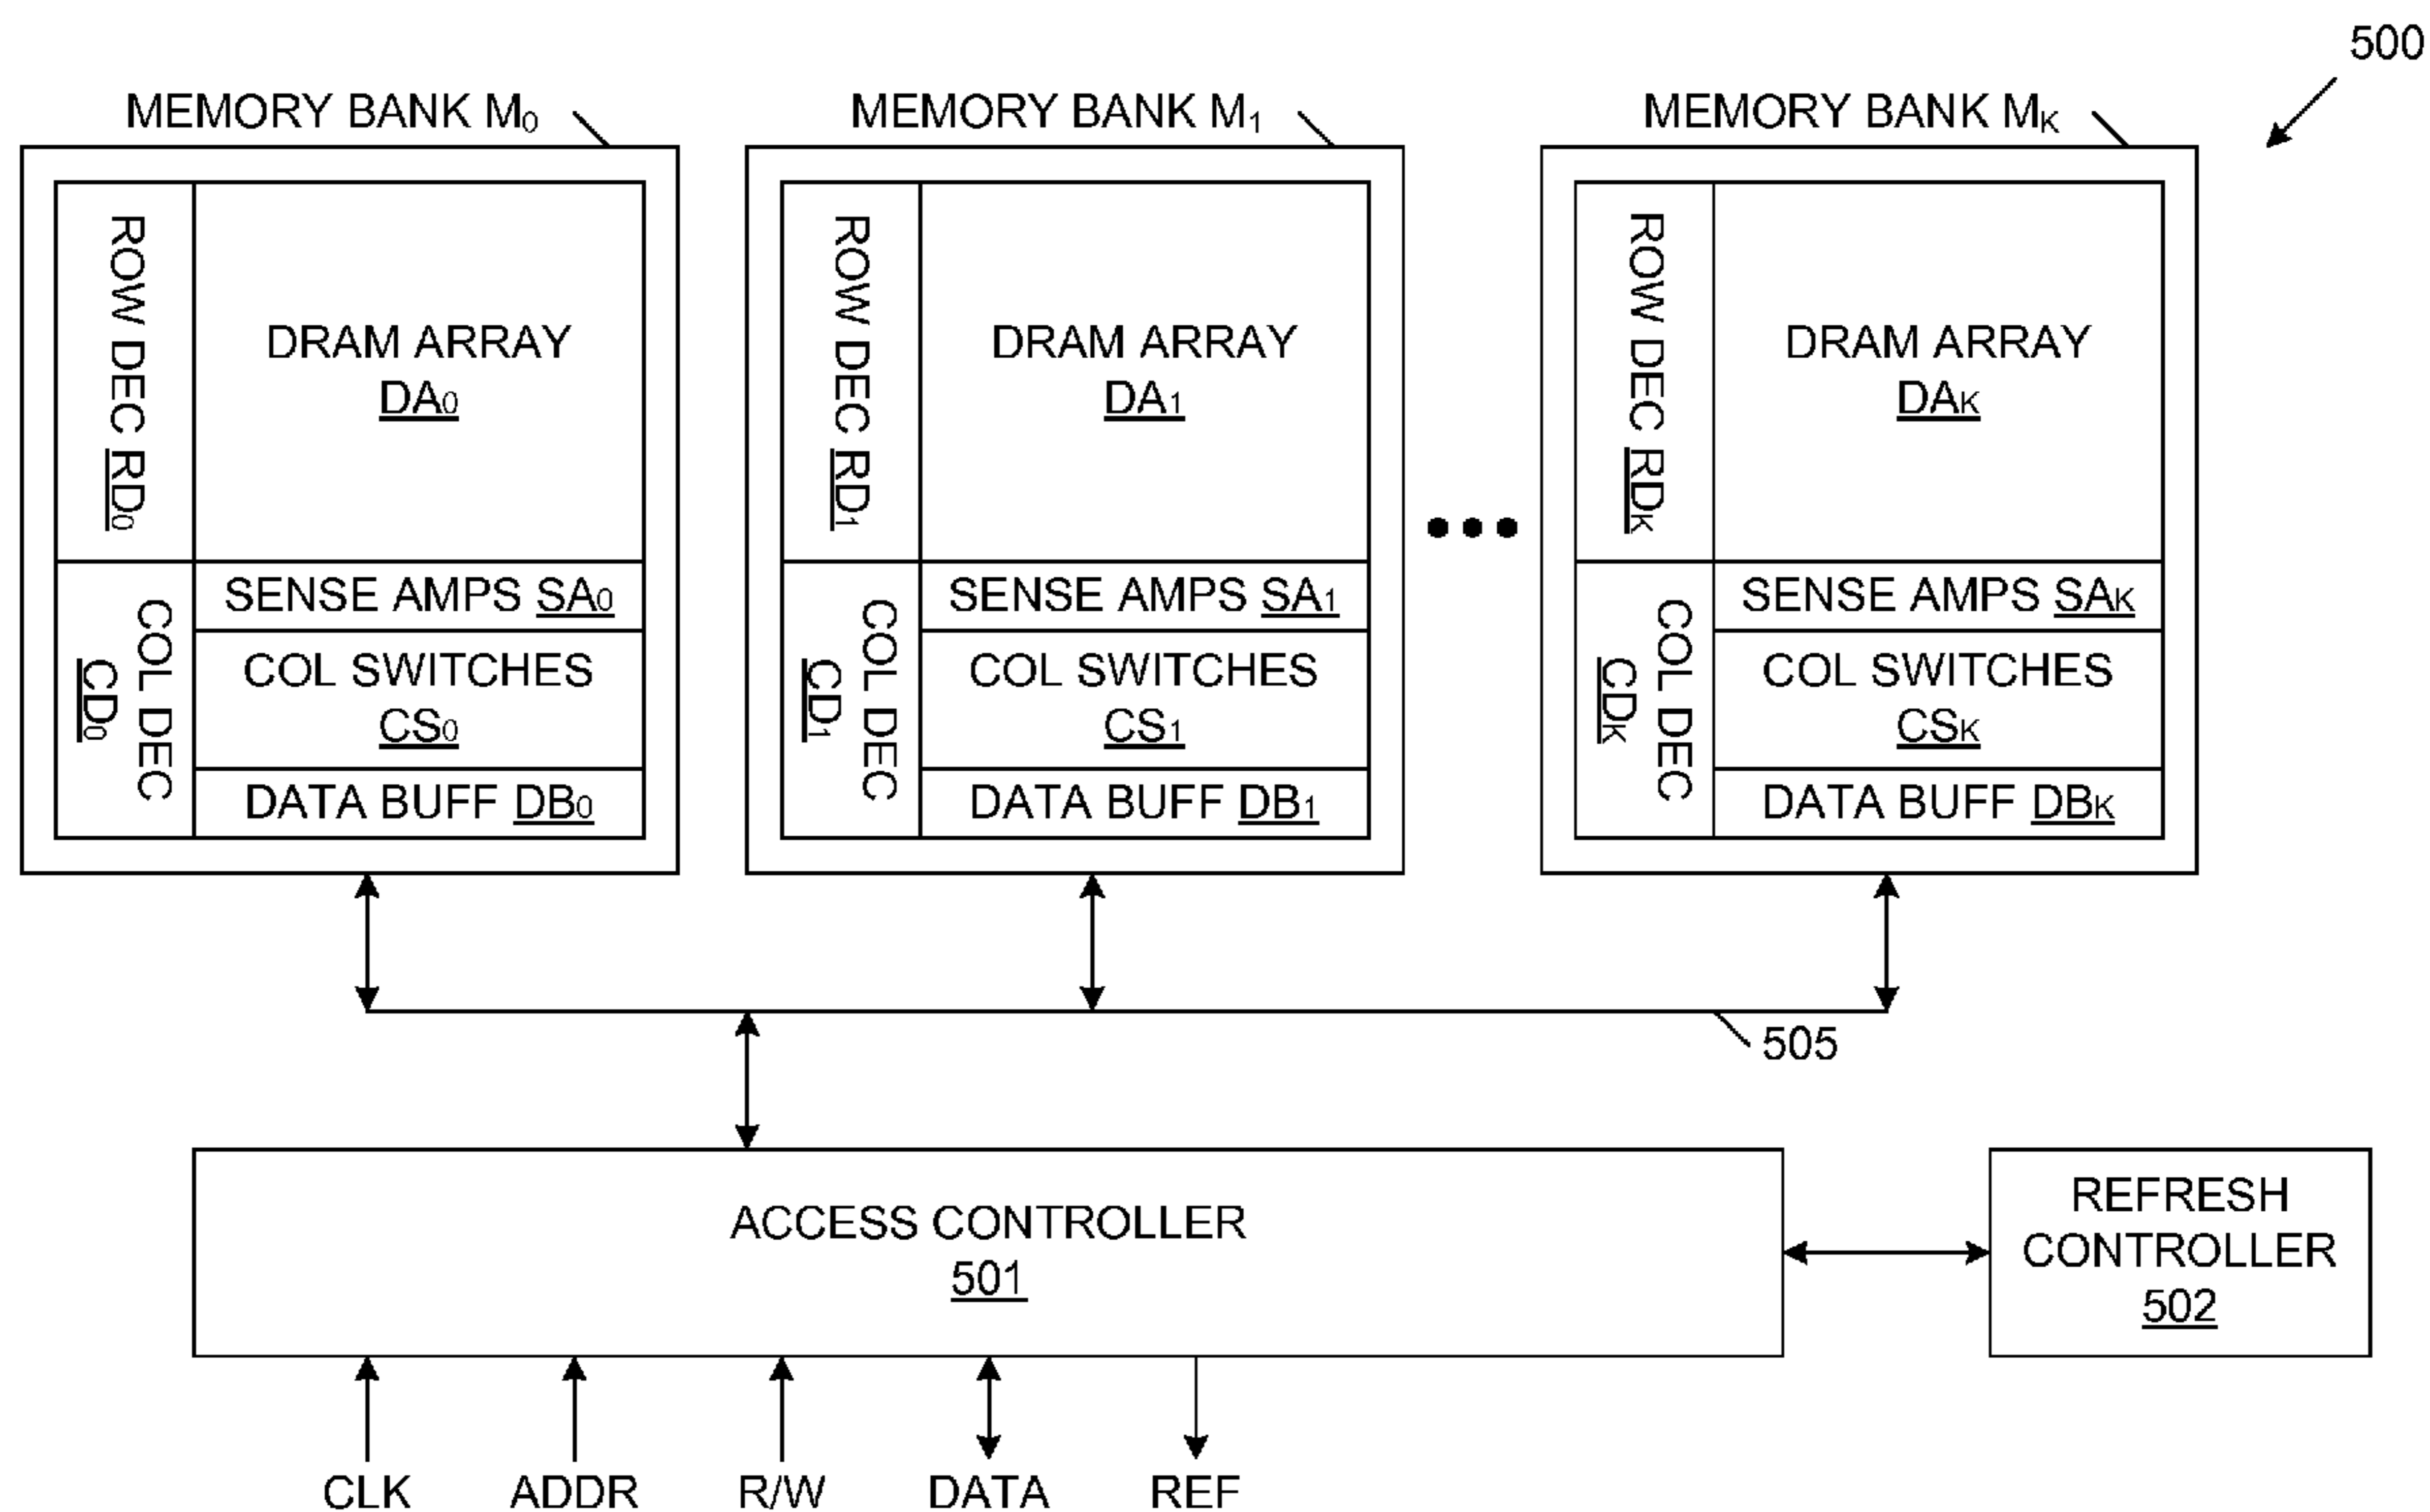 500
MEMORY BANK M0
MEMORY BANK M1
MEMORY BANK MK
ROW DEC RD0
DRAM ARRAY
DA0
COL DEC
CD0
SENSE AMPS SA0
COL SWITCHES
CS0
DATA BUFF DB0
ROW DEC RD1
DRAM ARRAY
DA1
COL DEC
CD1
SENSE AMPS SA1
COL SWITCHES
CS1
DATA BUFF DB1
ROW DEC RDK
DRAM ARRAY
DAK
COL DEC
CDK
SENSE AMPS SAK
COL SWITCHES
CSK
DATA BUFF DBK
505
ACCESS CONTROLLER
501
REFRESH
CONTROLLER
502
CLK
ADDR
R/W
DATA
REF